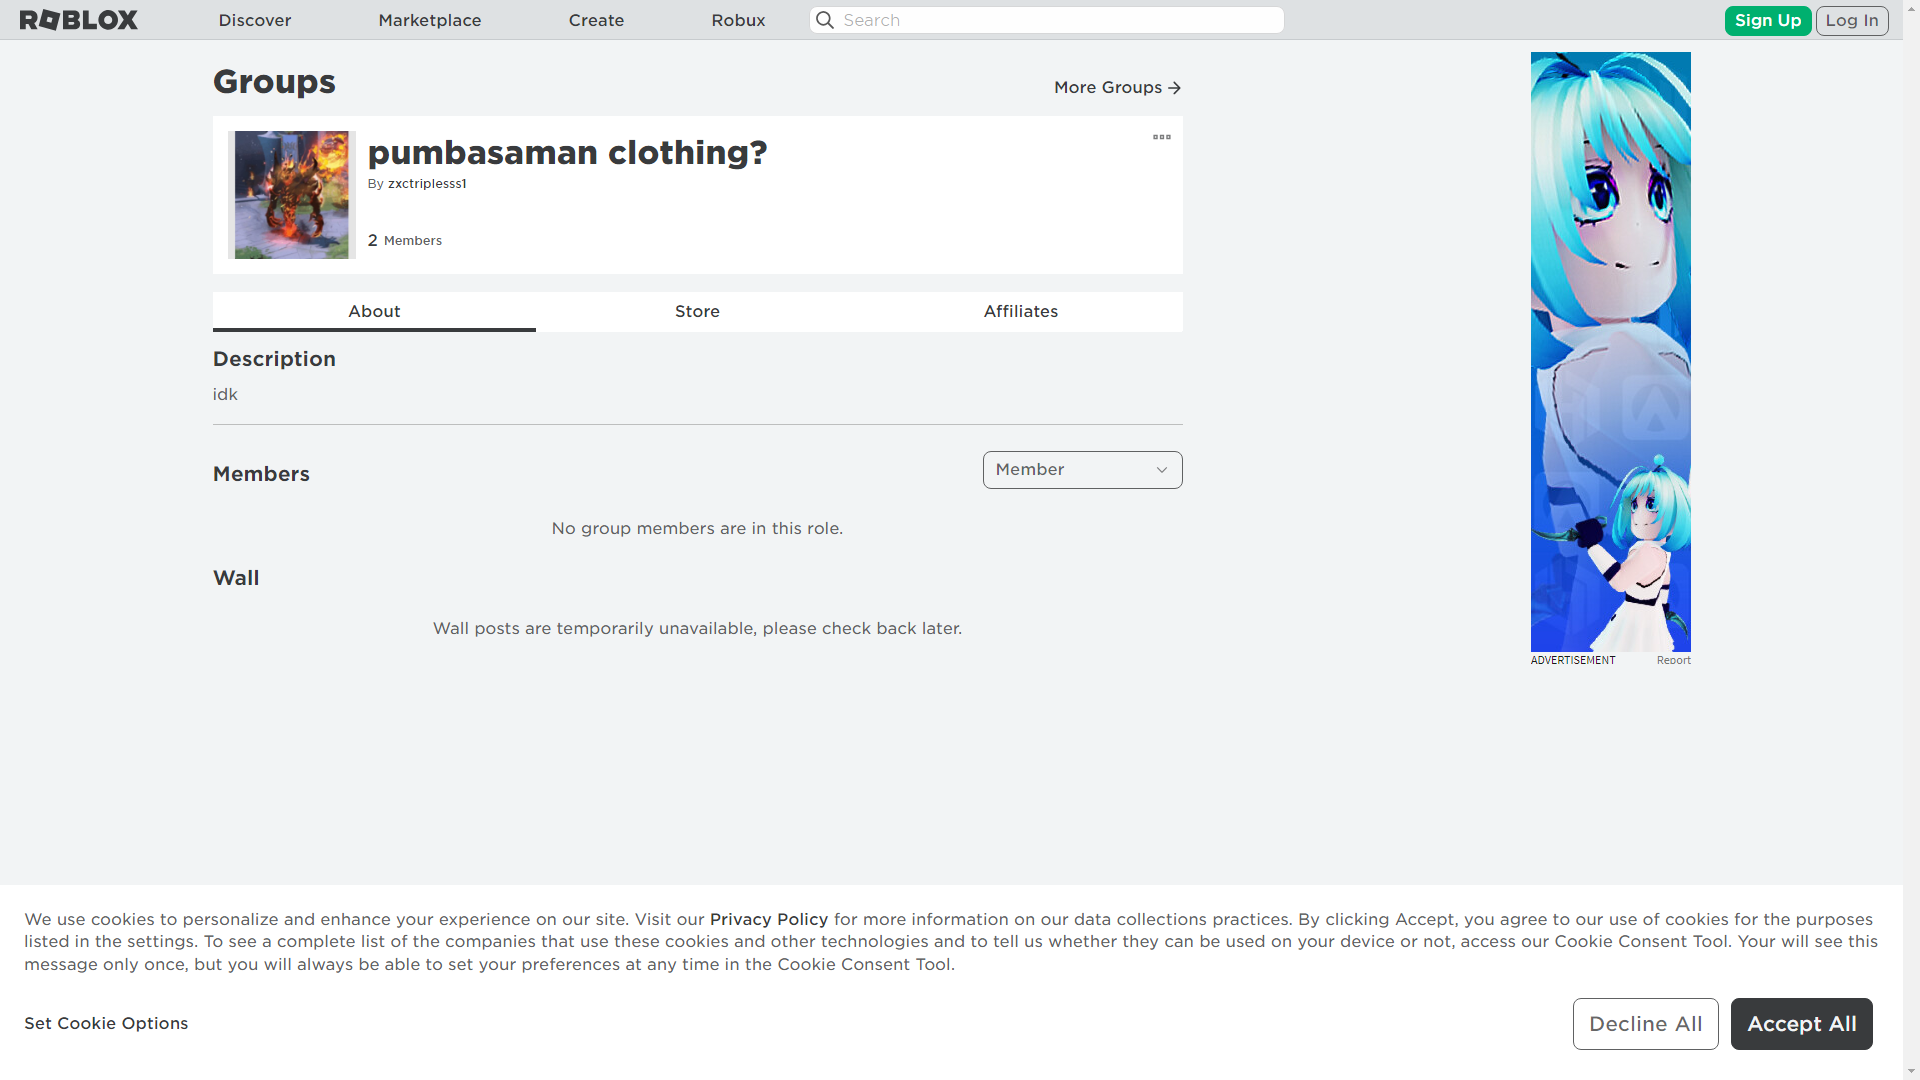 ROBLOX
Discover
Marketplace
Create
Robux
Search
Sign Up
Log In
Groups
More Groups
pumbasaman clothing?
By zxctriplesss1
2 Members
About
Store
Affiliates
Description
idk
Members
Member
No group members are in this role.
Wall
Wall posts are temporarily unavailable, please check back later.
ADVERTISEMENT
Report
We use cookies to personalize and enhance your experience on our site. Visit our Privacy Policy for more information on our data collections practices. By clicking Accept, you agree to our use of cookies for the purposes
listed in the settings. To see a complete list of the companies that use these cookies and other technologies and to tell us whether they can be used on your device or not, access our Cookie Consent Tool. Your will see this
message only once, but you will always be able to set your preferences at any time in the Cookie Consent Tool.
Set Cookie Options
Decline All
Accept All